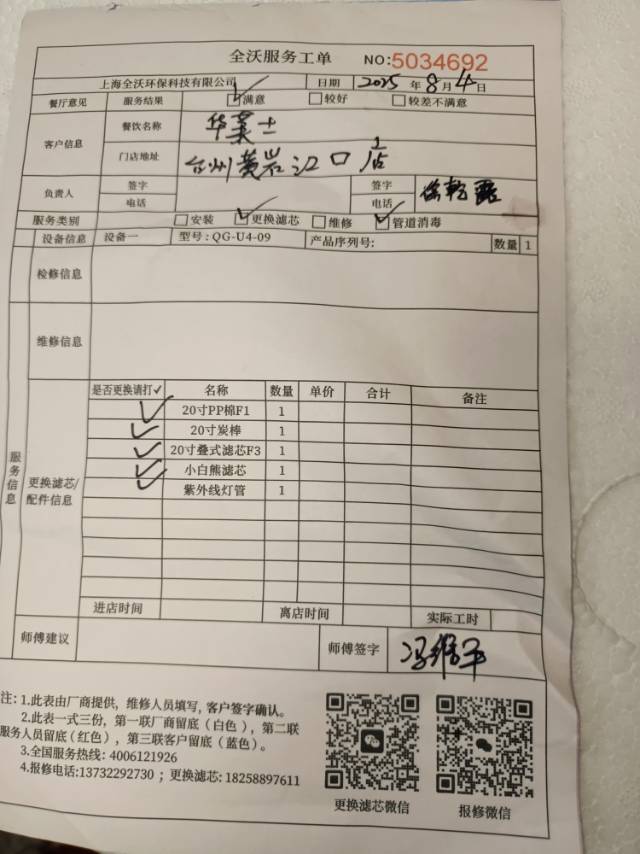 全沃服务工单 NO:5034692
上海全沃环保科技有限公司 日期 2025 年 8 月 4 日
餐厅意见 服务结果 ☑满意 □较好 □较差不满意
客户信息 餐饮名称 华莱士
门店地址 台州黄岩江口店
负责人 签字 签字
电话 电话
服务类别 □安装 ☑更换滤芯 □维修 ☑管道消毒
设备信息 设备一 型号:QG-U4-09 产品序列号: 数量 1
检修信息
维修信息
服务信息
更换滤芯/配件信息
是否更换请打✓ 名称 数量 单价 合计 备注
✓ 20寸PP棉F1 1
✓ 20寸炭棒 1
✓ 20寸叠式滤芯F3 1
✓ 小白熊滤芯 1
✓ 紫外线灯管 1
进店时间 离店时间 实际工时
师傅建议 师傅签字
注: 1.此表由厂商提供, 维修人员填写, 客户签字确认。
2.此表一式三份, 第一联厂商留底(白色), 第二联
服务人员留底(红色), 第三联客户留底(蓝色)。
3.全国服务热线: 4006121926
4.报修电话:13732292730 ; 更换滤芯: 18258897611
更换滤芯微信 报修微信